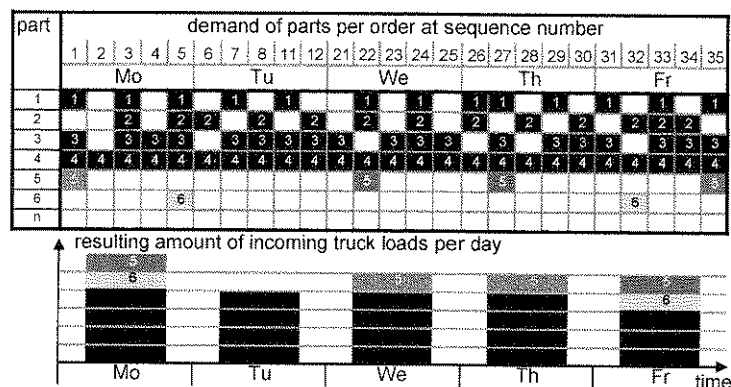 part demand of parts per order at sequence number
1 2 3 4 5 6 7 8 11 12 21 22 23 24 25 26 27 28 29 30 31 32 33 34 35
Mo Tu We Th Fr
1 1 1 1 1 1 1 1 1 1 1 1 1 1
2 2 2 2 2 2 2 2 2 2 2 2 2 2 2
3 3 3 3 3 3 3 3 3 3 3 3 3 3 3 3 3 3 3
4 4 4 4 4 4 4 4 4 4 4 4 4 4 4 4 4 4 4 4 4 4 4 4 4 4
5 5 5 5 5
6 6 6
n
resulting amount of incoming truck loads per day
5
6 5 5 5
6
Mo Tu We Th Fr time